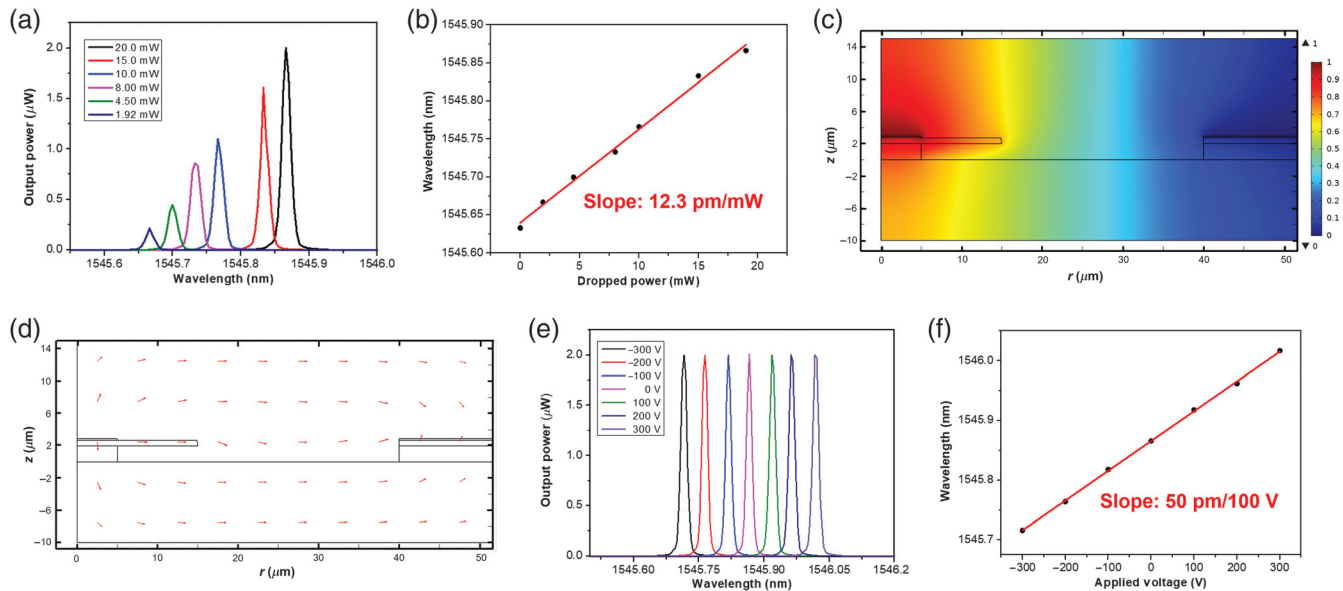 (a)
Output power (μW)
2.0
1.5
1.0
0.5
0.0
20.0 mW
15.0 mW
10.0 mW
8.00 mW
4.50 mW
1.92 mW
1545.6 1545.7 1545.8 1545.9 1546.0
Wavelength (nm)
(b)
Wavelength (nm)
1545.90
1545.85
1545.80
1545.75
1545.70
1545.65
1545.60
Slope: 12.3 pm/mW
0 5 10 15 20
Dropped power (mW)
(c)
z (μm)
14
10
6
2
−2
−6
−10
0 10 20 30 40 50
r (μm)
▲ 1
1
0.9
0.8
0.7
0.6
0.5
0.4
0.3
0.2
0.1
0
▼ 0
(d)
z (μm)
14
10
6
2
−2
−6
−10
0 10 20 30 40 50
r (μm)
(e)
Output power (μW)
2.0
1.5
1.0
0.5
0.0
−300 V
−200 V
−100 V
0 V
100 V
200 V
300 V
1545.60 1545.75 1545.90 1546.05 1546.2
Wavelength (nm)
(f)
Wavelength (nm)
1546.0
1545.9
1545.8
1545.7
Slope: 50 pm/100 V
−300 −200 −100 0 100 200 300
Applied voltage (V)